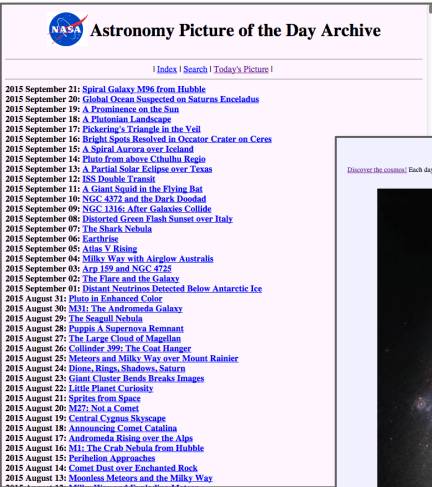 NASA
Astronomy Picture of the Day Archive
| Index | Search | Today's Picture |
2015 September 21: Spiral Galaxy M96 from Hubble
2015 September 20: Global Ocean Suspected on Saturns Enceladus
2015 September 19: A Prominence on the Sun
2015 September 18: A Plutonian Landscape
2015 September 17: Pickering's Triangle in the Veil
2015 September 16: Bright Spots Resolved in Occator Crater on Ceres
2015 September 15: A Spiral Aurora over Iceland
2015 September 14: Pluto from above Cthulhu Regio
2015 September 13: A Partial Solar Eclipse over Texas
2015 September 12: ISS Double Transit
2015 September 11: A Giant Squid in the Flying Bat
2015 September 10: NGC 4372 and the Dark Doodad
2015 September 09: NGC 1316: After Galaxies Collide
2015 September 08: Distorted Green Flash Sunset over Italy
2015 September 07: The Shark Nebula
2015 September 06: Earthrise
2015 September 05: Atlas V Rising
2015 September 04: Milky Way with Airglow Australis
2015 September 03: Arp 159 and NGC 4725
2015 September 02: The Flare and the Galaxy
2015 September 01: Distant Neutrinos Detected Below Antarctic Ice
2015 August 31: Pluto in Enhanced Color
2015 August 30: M31: The Andromeda Galaxy
2015 August 29: The Seagull Nebula
2015 August 28: Puppis A Supernova Remnant
2015 August 27: The Large Cloud of Magellan
2015 August 26: Collinder 399: The Coat Hanger
2015 August 25: Meteors and Milky Way over Mount Rainier
2015 August 24: Dione, Rings, Shadows, Saturn
2015 August 23: Giant Cluster Bends Breaks Images
2015 August 22: Little Planet Curiosity
2015 August 21: Sprites from Space
2015 August 20: M27: Not a Comet
2015 August 19: Central Cygnus Skyscape
2015 August 18: Announcing Comet Catalina
2015 August 17: Andromeda Rising over the Alps
2015 August 16: M1: The Crab Nebula from Hubble
2015 August 15: Perihelion Approaches
2015 August 14: Comet Dust over Enchanted Rock
2015 August 13: Moonless Meteors and the Milky Way
Discover the cosmos! Each day